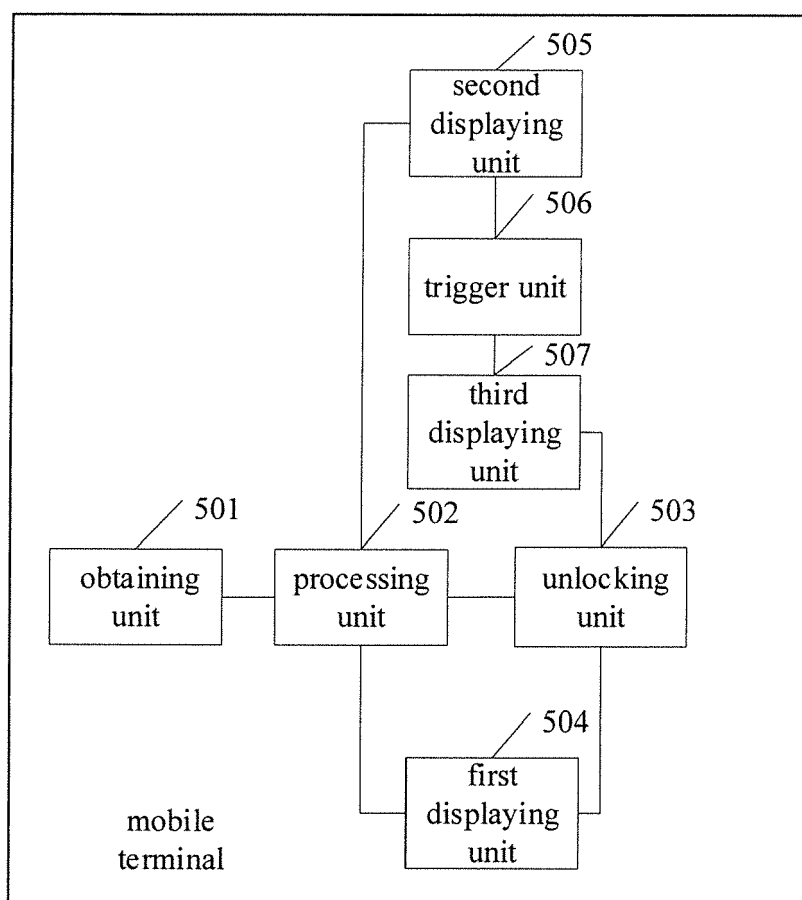 505
second
displaying
unit
506
trigger unit
507
third
displaying
unit
501
502
503
obtaining
unit
processing
unit
unlocking
unit
504
first
displaying
unit
mobile
terminal